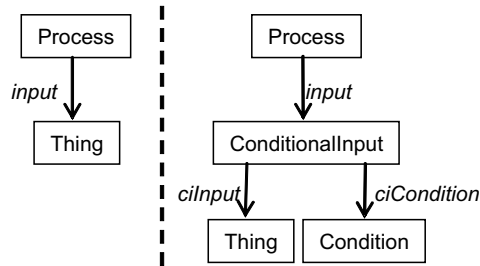 Process
input
Thing
Process
input
ConditionalInput
ciInput
ciCondition
Thing
Condition